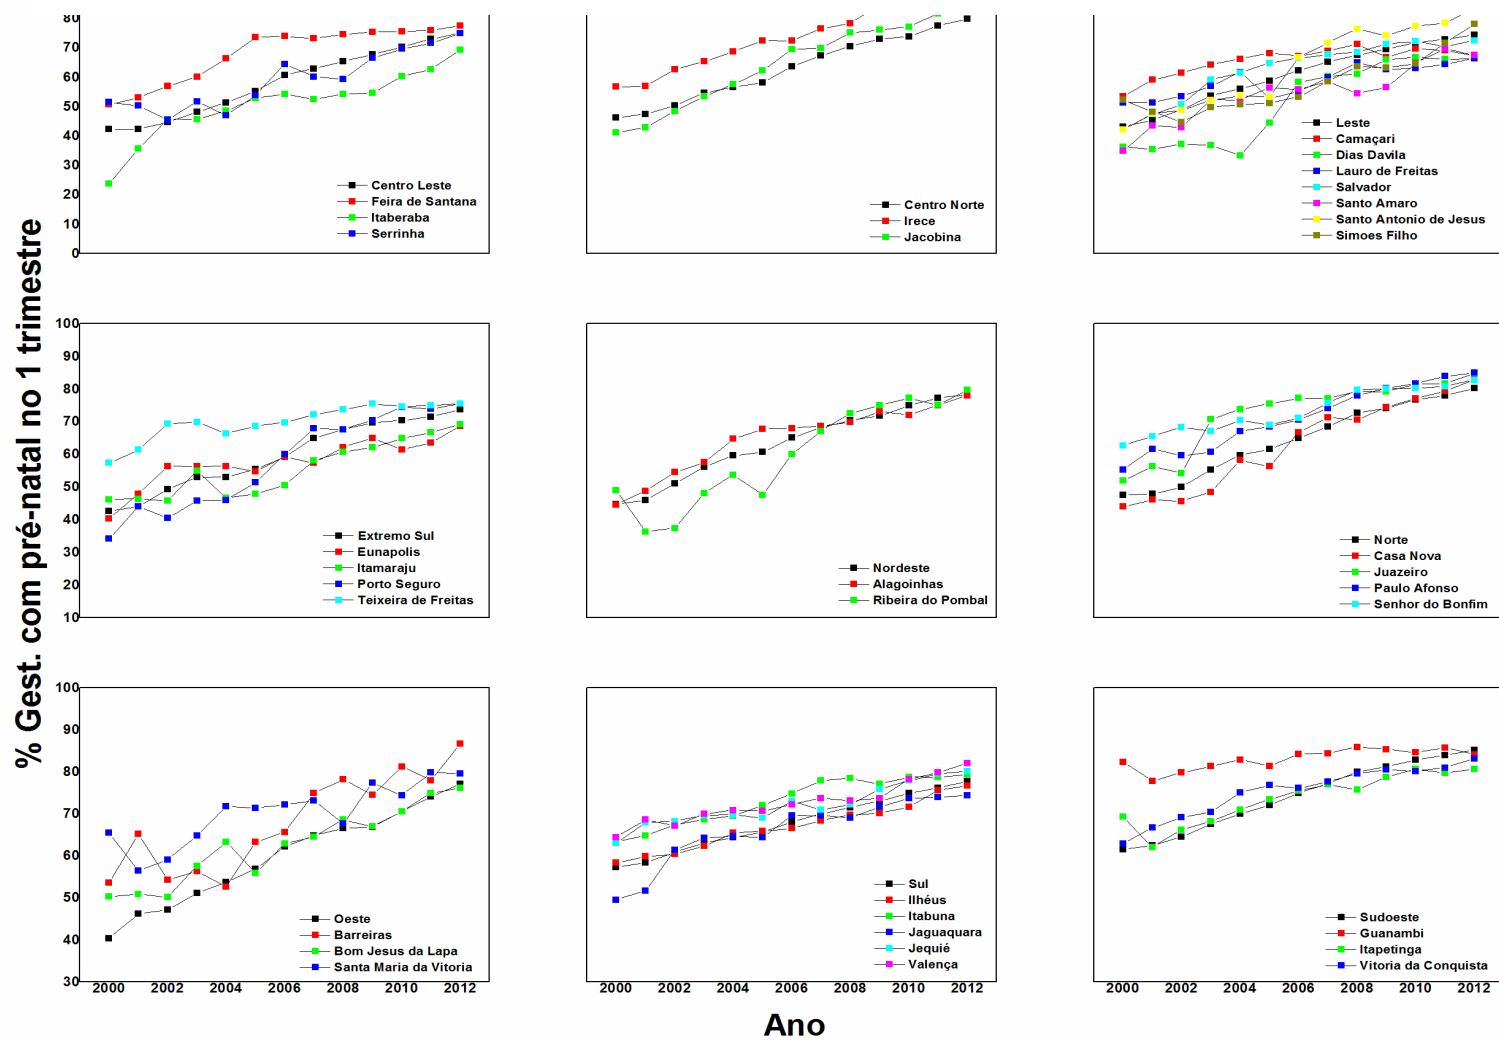 80
70
60
50
40
30
20
10
0
Centro Leste
Feira de Santana
Itaberaba
Serrinha
Centro Norte
Irece
Jacobina
Leste
Camaçari
Dias Davila
Lauro de Freitas
Salvador
Santo Amaro
Santo Antonio de Jesus
Simoes Filho
% Gest. com pré-natal no 1 trimestre
100
90
80
70
60
50
40
30
20
10
Extremo Sul
Eunapolis
Itamaraju
Porto Seguro
Teixeira de Freitas
Nordeste
Alagoinhas
Ribeira do Pombal
Norte
Casa Nova
Juazeiro
Paulo Afonso
Senhor do Bonfim
100
90
80
70
60
50
40
30
Oeste
Barreiras
Bom Jesus da Lapa
Santa Maria da Vitoria
2000 2002 2004 2006 2008 2010 2012
Sul
Ilhéus
Itabuna
Jaguaquara
Jequié
Valença
2000 2002 2004 2006 2008 2010 2012
Sudoeste
Guanambi
Itapetinga
Vitoria da Conquista
2000 2002 2004 2006 2008 2010 2012
Ano